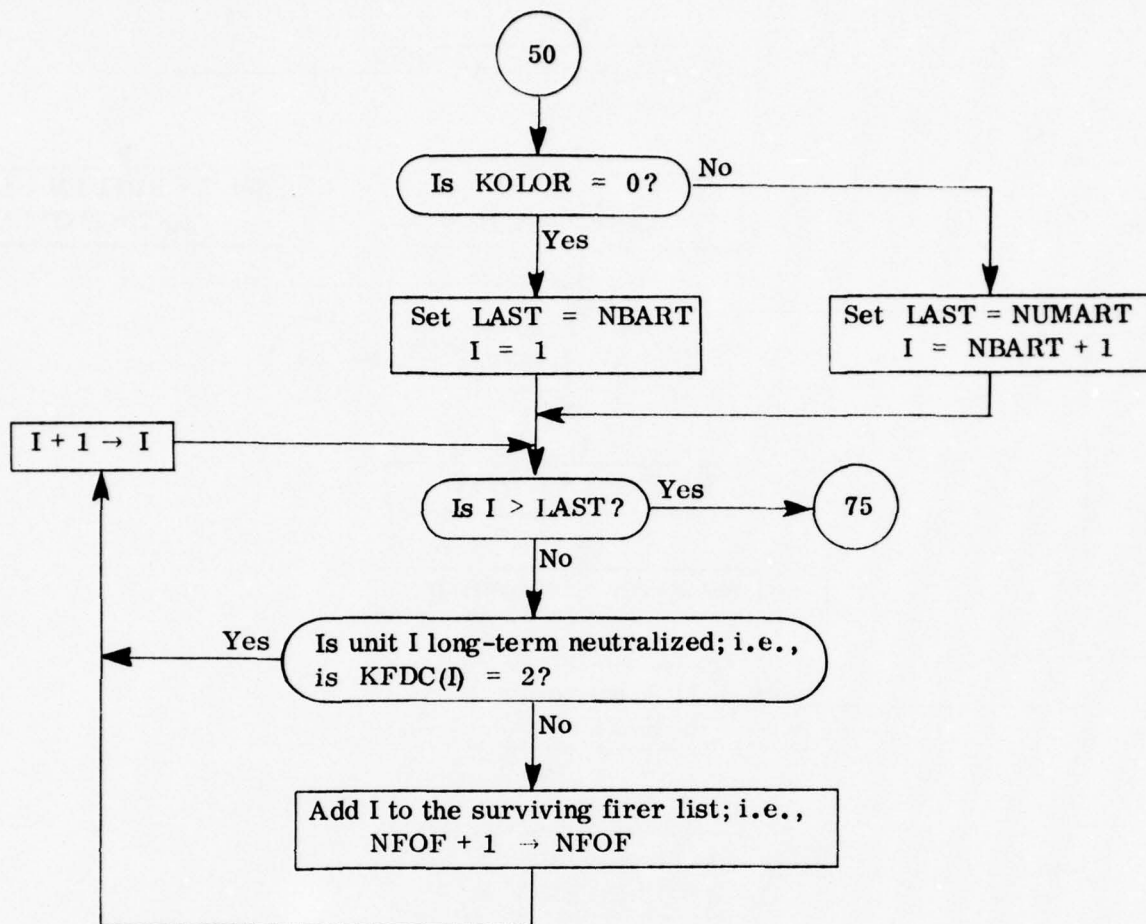 50
Is KOLOR = 0?
No
Yes
Set LAST = NBART
I = 1
Set LAST = NUMART
I = NBART + 1
I + 1 → I
Is I > LAST?
Yes
75
No
Is unit I long-term neutralized; i.e.,
is KFDC(I) = 2?
Yes
No
Add I to the surviving firer list; i.e.,
NFOF + 1 → NFOF